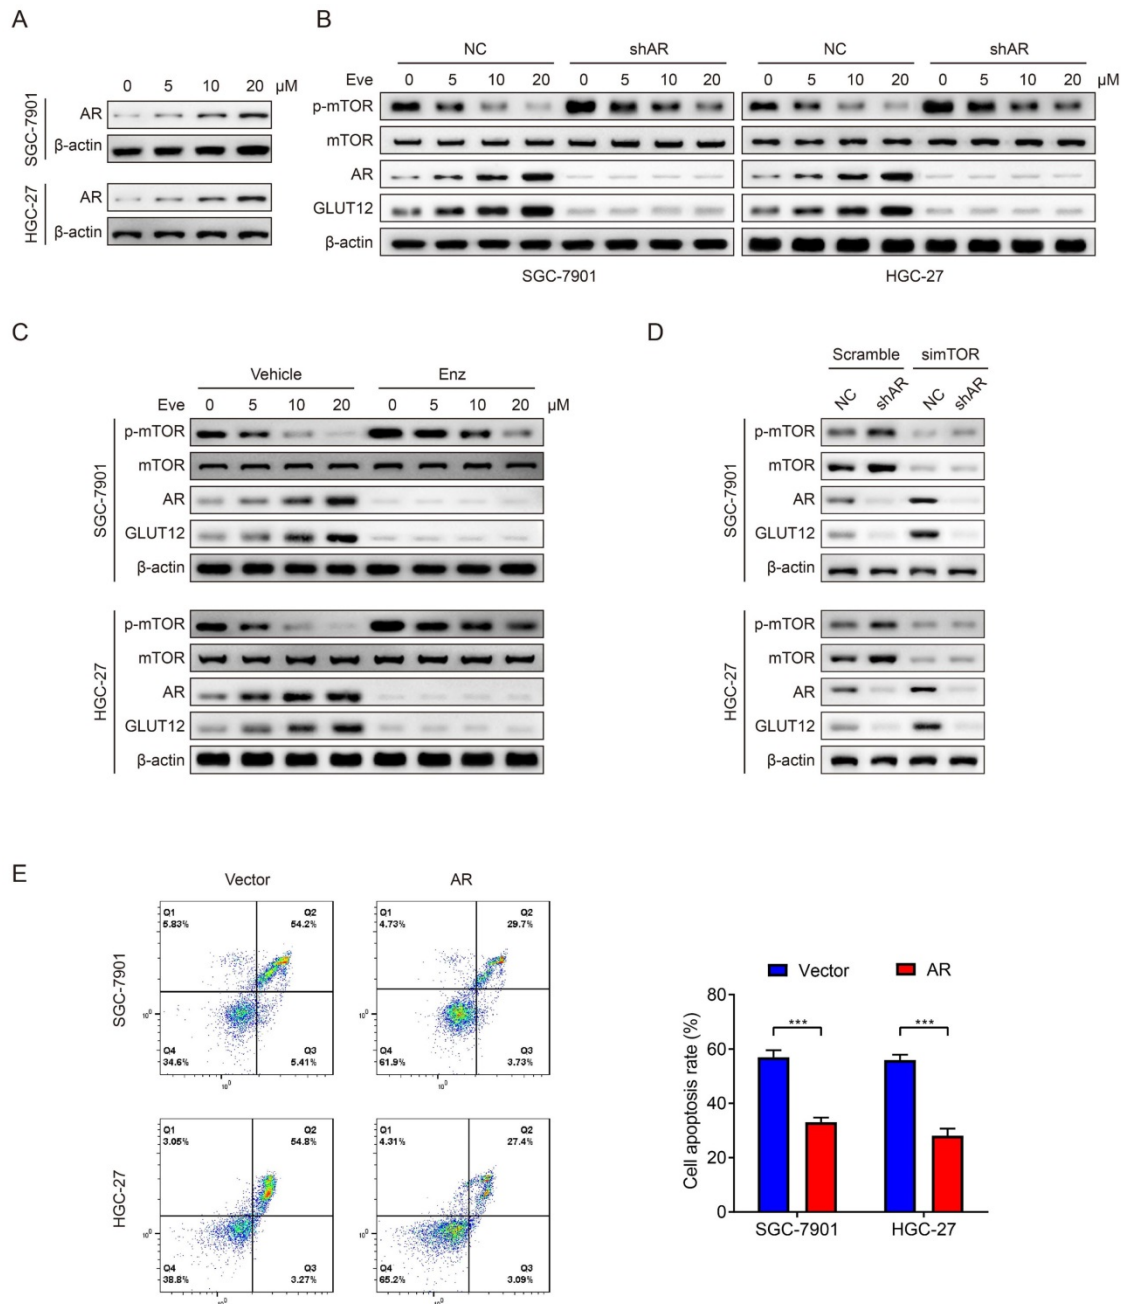 A
0 5 10 20 μM
SGC-7901
AR
β-actin
HGC-27
AR
β-actin
B
NC shAR NC shAR
Eve 0 5 10 20 0 5 10 20 0 5 10 20 0 5 10 20 μM
p-mTOR
mTOR
AR
GLUT12
β-actin
SGC-7901 HGC-27
C
Vehicle Enz
Eve 0 5 10 20 0 5 10 20 μM
SGC-7901
p-mTOR
mTOR
AR
GLUT12
β-actin
HGC-27
p-mTOR
mTOR
AR
GLUT12
β-actin
D
Scramble simTOR
NC shAR NC shAR
SGC-7901
p-mTOR
mTOR
AR
GLUT12
β-actin
HGC-27
p-mTOR
mTOR
AR
GLUT12
β-actin
E
Vector AR
SGC-7901
Q1 Q2
5.83% 54.2%
10⁰
Q4 Q3
34.6% 5.41%
10⁰
Q1 Q2
4.73% 29.7%
10⁰
Q4 Q3
61.9% 3.73%
10⁰
HGC-27
Q1 Q2
3.05% 54.8%
10⁰
Q4 Q3
38.8% 3.27%
10⁰
Q1 Q2
4.31% 27.4%
10⁰
Q4 Q3
65.2% 3.09%
10⁰
Vector AR
Cell apoptosis rate (%)
80
60
40
20
0
*** ***
SGC-7901 HGC-27